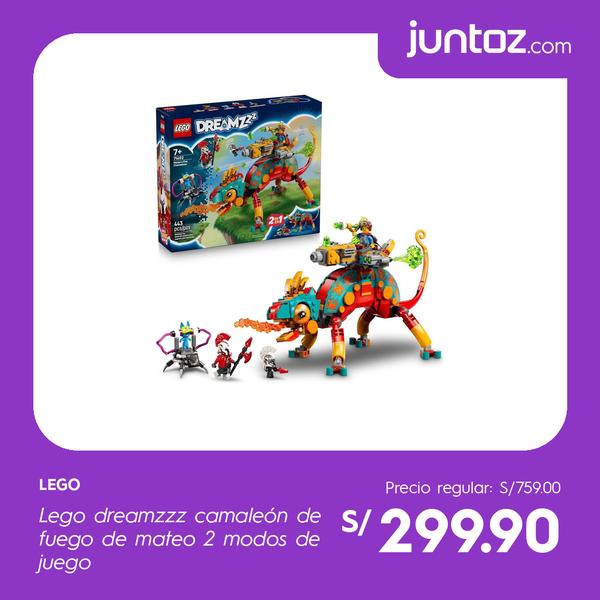 juntoz.com
LEGO
DREAMZzz
7+
2in1
443
LEGO
Precio regular: S/759.00
Lego dreamzzz camaleón de
fuego de mateo 2 modos de
juego
S/ 299.90